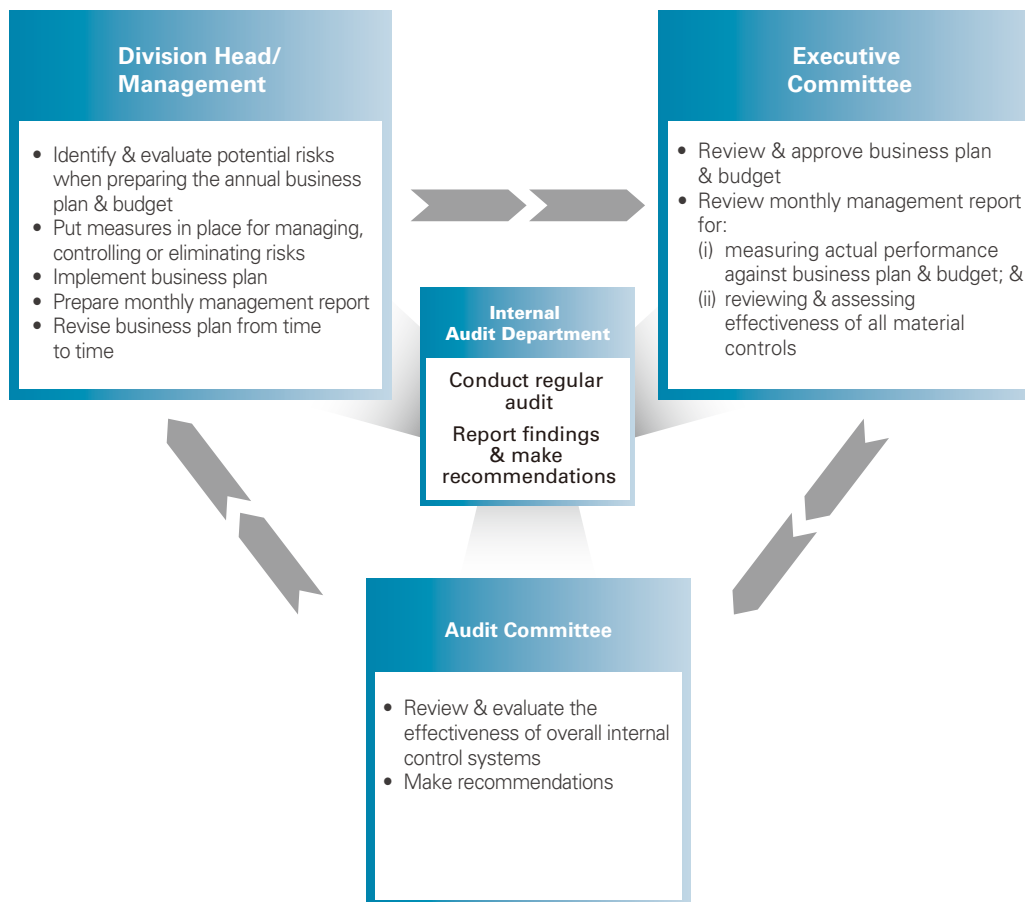 Division Head/
Management
• Identify & evaluate potential risks
when preparing the annual business
plan & budget
• Put measures in place for managing,
controlling or eliminating risks
• Implement business plan
• Prepare monthly management report
• Revise business plan from time
to time
Executive
Committee
• Review & approve business plan
& budget
• Review monthly management report
for:
(i) measuring actual performance
against business plan & budget; &
(ii) reviewing & assessing
effectiveness of all material
controls
Internal
Audit Department
Conduct regular
audit
Report findings
& make
recommendations
Audit Committee
• Review & evaluate the
effectiveness of overall internal
control systems
• Make recommendations